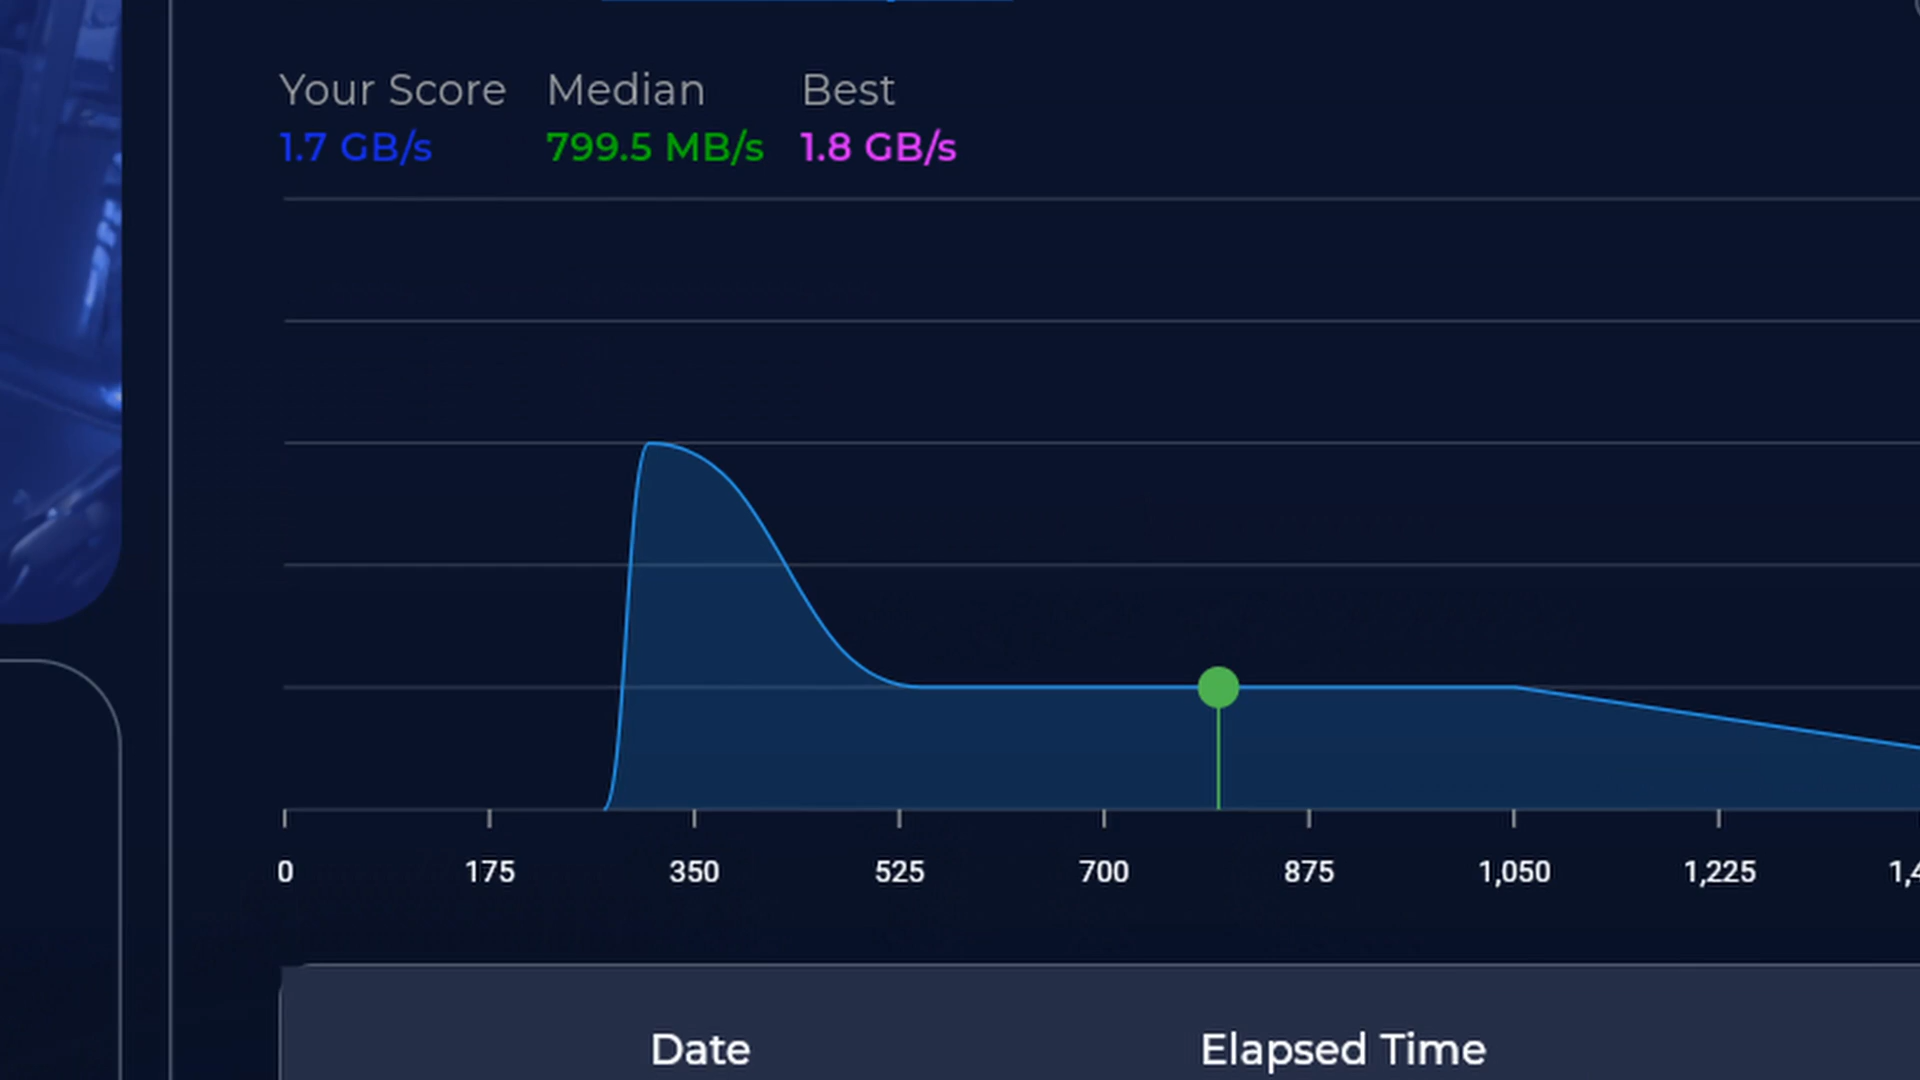 Your Score Median Best
1.7 GB/s 799.5 MB/s 1.8 GB/s
0 175 350 525 700 875 1,050 1,225
Date Elapsed Time